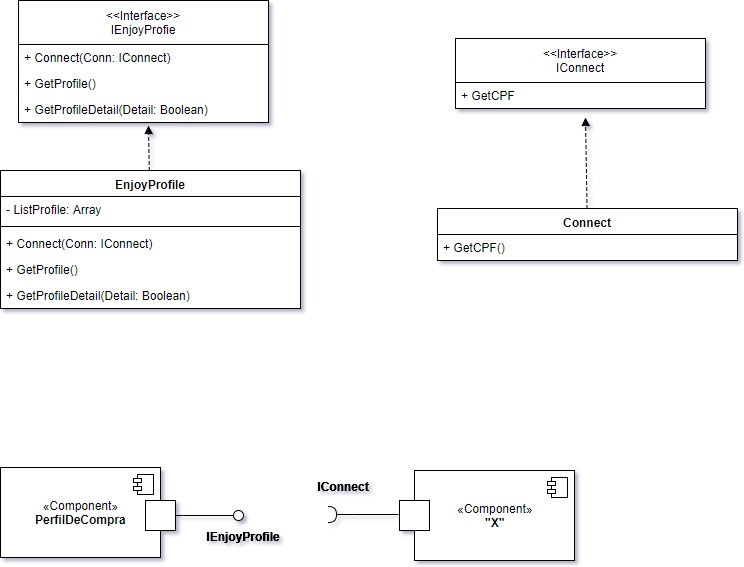 <<Interface>>
IEnjoyProfie
+ Connect(Conn: IConnect)
+ GetProfile()
+ GetProfileDetail(Detail: Boolean)
EnjoyProfile
- ListProfile: Array
+ Connect(Conn: IConnect)
+ GetProfile()
+ GetProfileDetail(Detail: Boolean)
<<Interface>>
IConnect
+ GetCPF
Connect
+ GetCPF()
«Component»
PerfilDeCompra
IEnjoyProfile
IConnect
«Component»
"X"